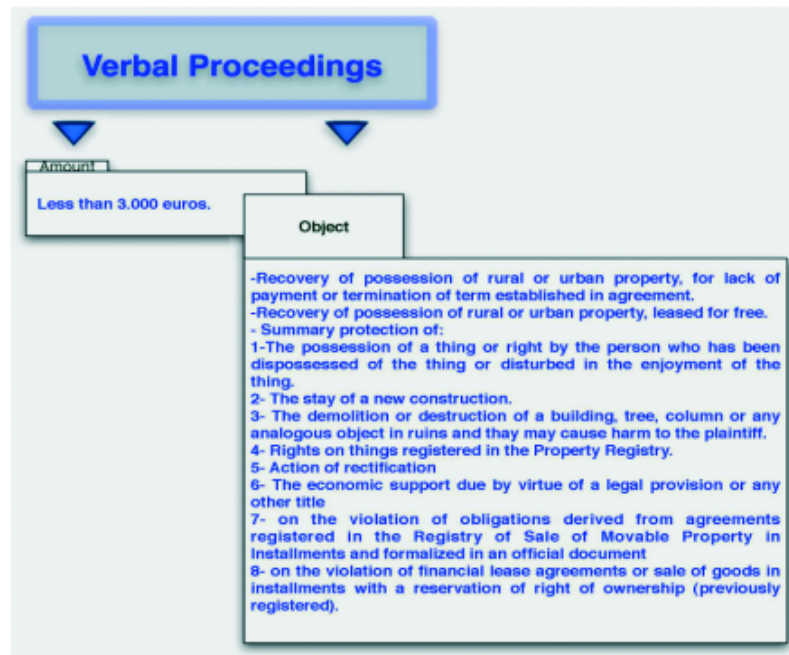 Verbal Proceedings
Amount
Less than 3.000 euros.
Object
-Recovery of possession of rural or urban property, for lack of
payment or termination of term established in agreement.
-Recovery of possession of rural or urban property, leased for free.
- Summary protection of:
1-The possession of a thing or right by the person who has been
dispossessed of the thing or disturbed in the enjoyment of the
thing.
2- The stay of a new construction.
3- The demolition or destruction of a building, tree, column or any
analogous object in ruins and thay may cause harm to the plaintiff.
4- Rights on things registered in the Property Registry.
5- Action of rectification
6- The economic support due by virtue of a legal provision or any
other title
7- on the violation of obligations derived from agreements
registered in the Registry of Sale of Movable Property in
Installments and formalized in an official document
8- on the violation of financial lease agreements or sale of goods in
installments with a reservation of right of ownership (previously
registered).